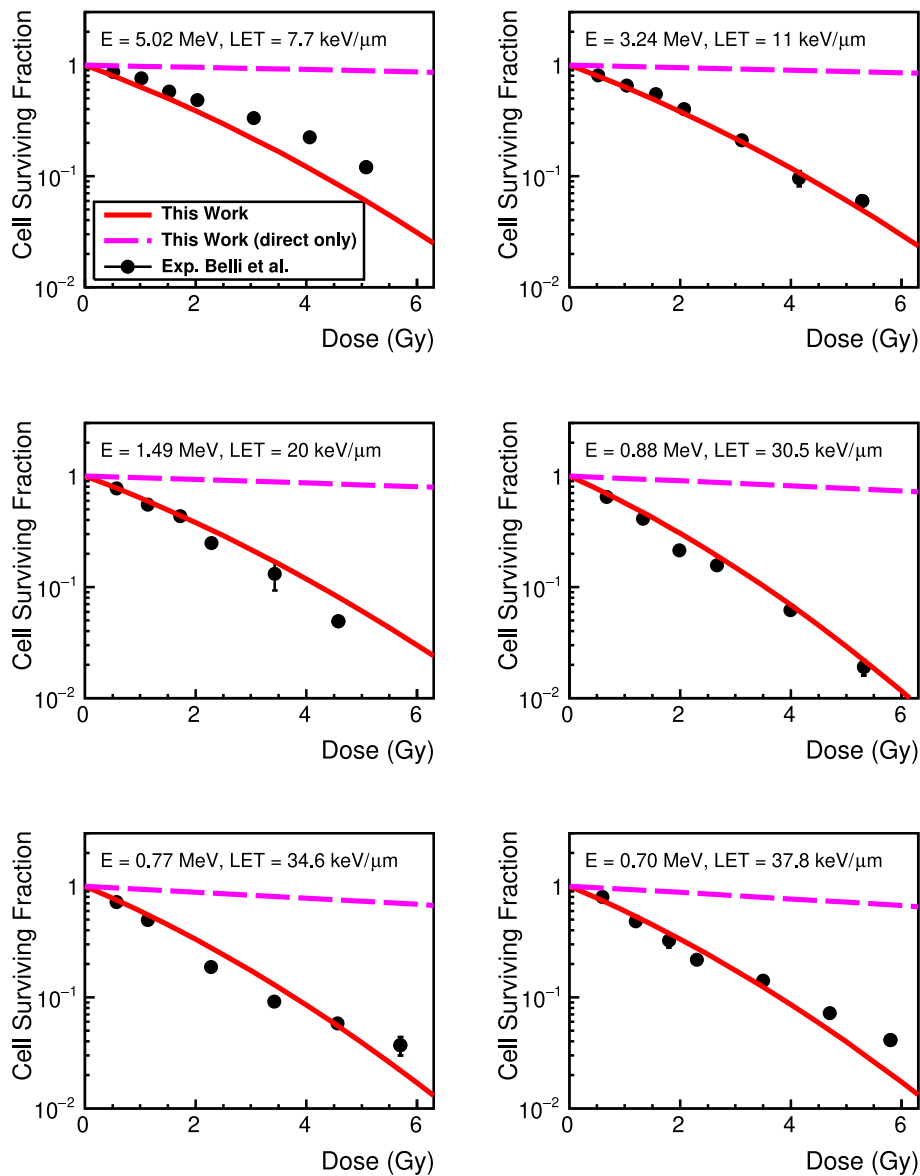 E = 5.02 MeV, LET = 7.7 keV/μm
Cell Surviving Fraction
1
10⁻¹
10⁻²
This Work
This Work (direct only)
Exp. Belli et al.
0 2 4 6
Dose (Gy)
E = 3.24 MeV, LET = 11 keV/μm
Cell Surviving Fraction
1
10⁻¹
10⁻²
0 2 4 6
Dose (Gy)
E = 1.49 MeV, LET = 20 keV/μm
Cell Surviving Fraction
1
10⁻¹
10⁻²
0 2 4 6
Dose (Gy)
E = 0.88 MeV, LET = 30.5 keV/μm
Cell Surviving Fraction
1
10⁻¹
10⁻²
0 2 4 6
Dose (Gy)
E = 0.77 MeV, LET = 34.6 keV/μm
Cell Surviving Fraction
1
10⁻¹
10⁻²
0 2 4 6
Dose (Gy)
E = 0.70 MeV, LET = 37.8 keV/μm
Cell Surviving Fraction
1
10⁻¹
10⁻²
0 2 4 6
Dose (Gy)